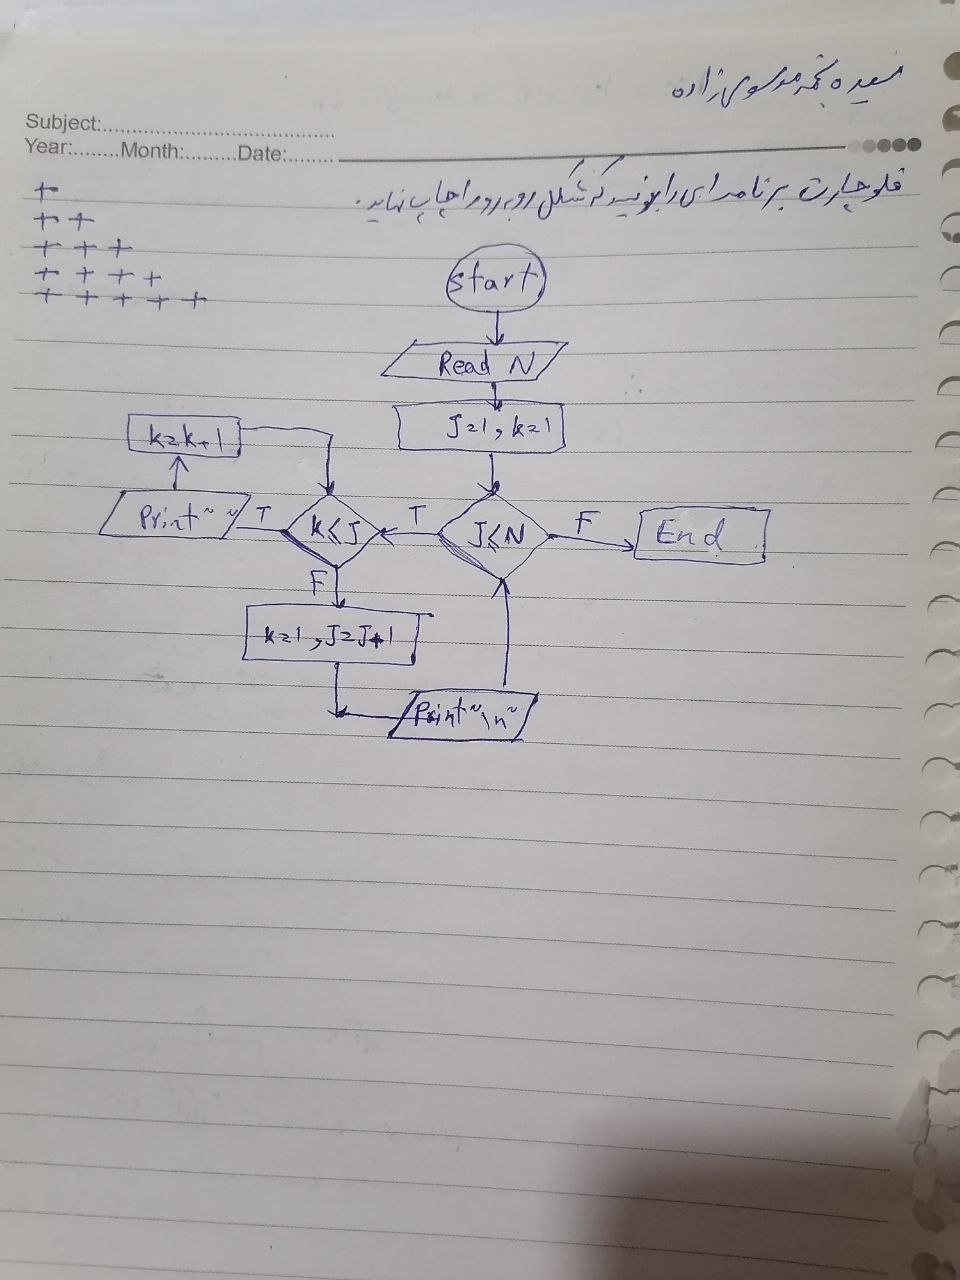 سعیده نجمه موسوی زاده
Subject:
Year: Month: Date:
فلوچارت برنامه ای را بنویسید که شکل روبرو را چاپ نماید.
+
+ +
+ + +
+ + + +
+ + + + +
start
Read N
J=1, k=1
k=k+1
Print" "
T
k≤J
T
J≤N
F
End
F
k=1, J=J+1
Print"\n"